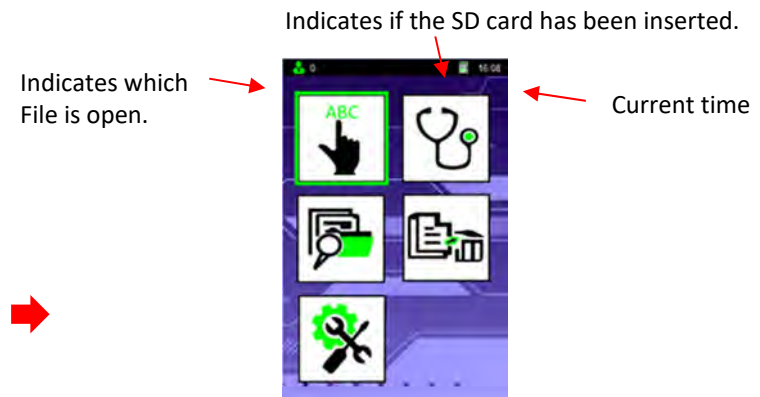 Indicates if the SD card has been inserted.
0
16:08
Indicates which
File is open.
Current time
ABC